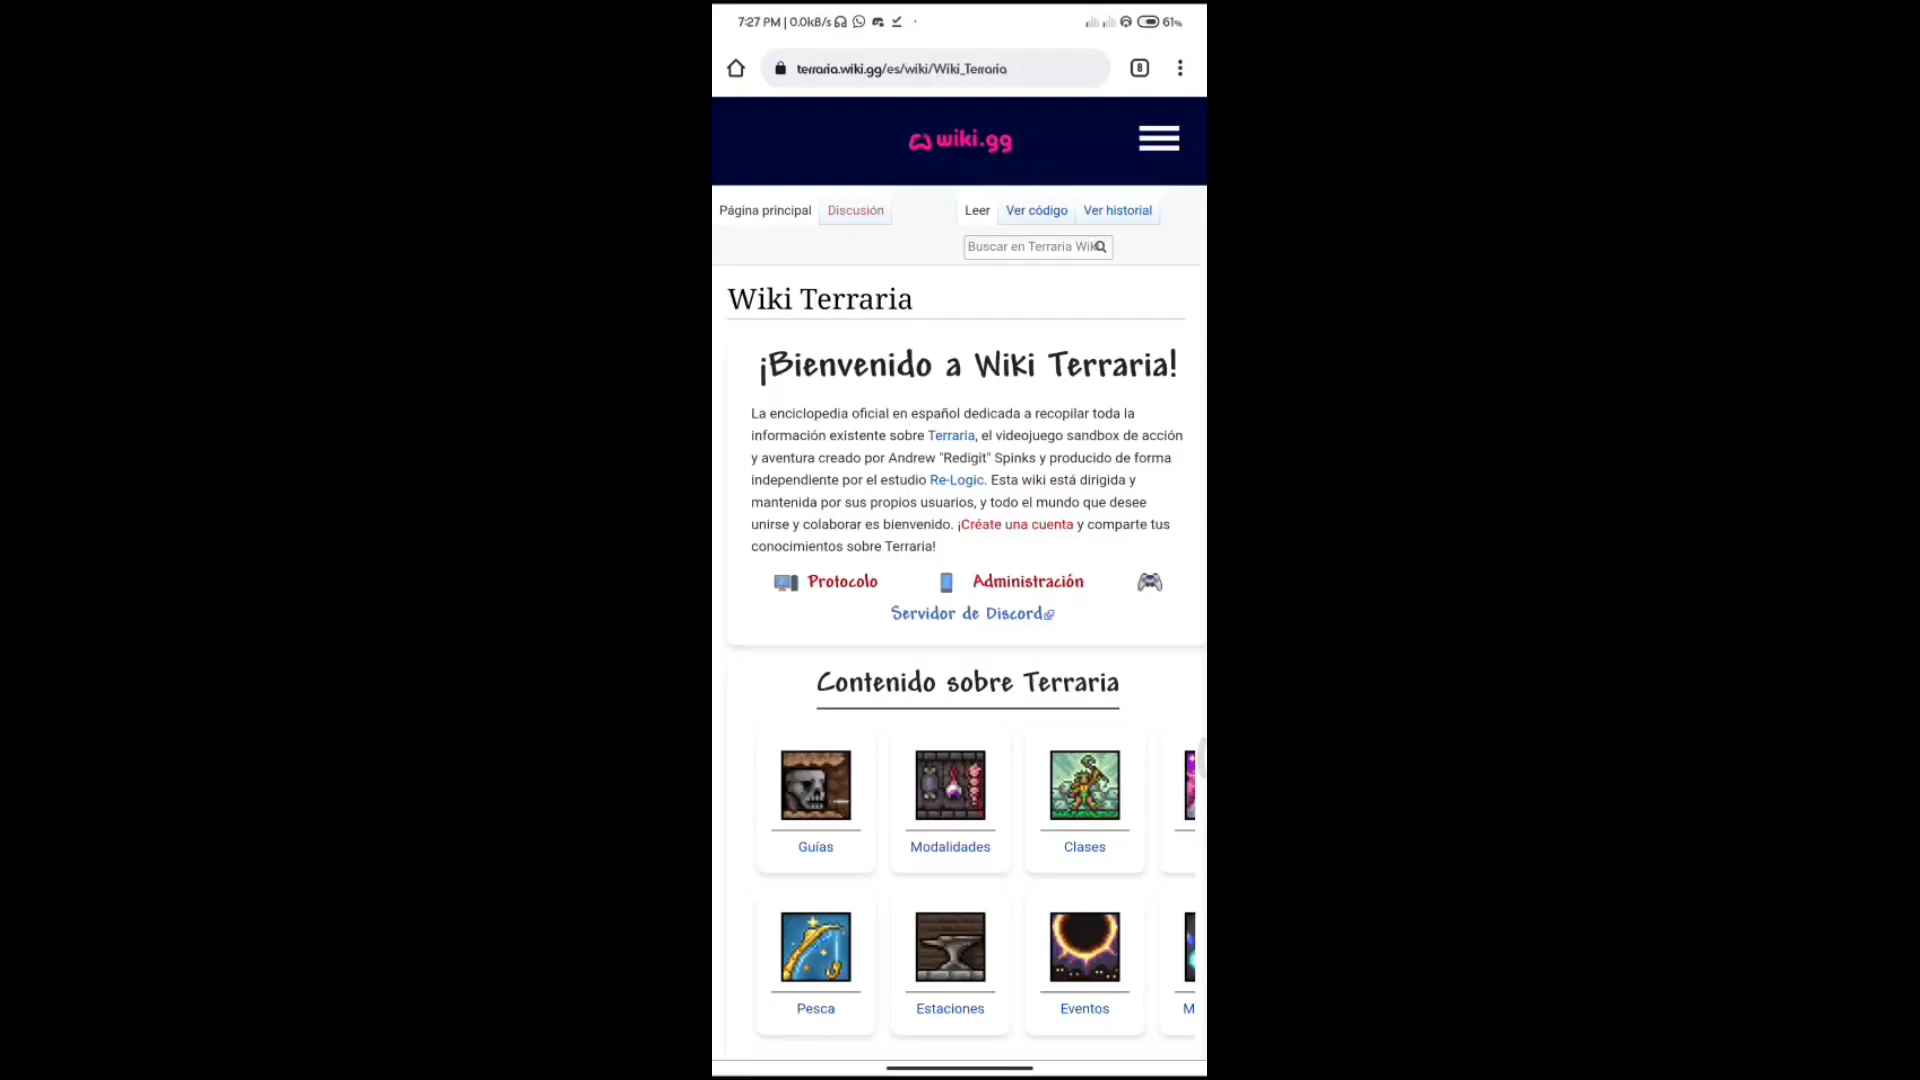 7:27 PM | 0.0kB/s
61%
terraria.wiki.gg/es/wiki/Wiki_Terraria
8
wiki.gg
Página principal
Discusión
Leer
Ver código
Ver historial
Buscar en Terraria Wiki
Wiki Terraria
¡Bienvenido a Wiki Terraria!
La enciclopedia oficial en español dedicada a recopilar toda la
información existente sobre Terraria, el videojuego sandbox de acción
y aventura creado por Andrew "Redigit" Spinks y producido de forma
independiente por el estudio Re-Logic. Esta wiki está dirigida y
mantenida por sus propios usuarios, y todo el mundo que desee
unirse y colaborar es bienvenido. ¡Créate una cuenta y comparte tus
conocimientos sobre Terraria!
Protocolo
Administración
Servidor de Discord
Contenido sobre Terraria
Guías
Modalidades
Clases
Pesca
Estaciones
Eventos
M